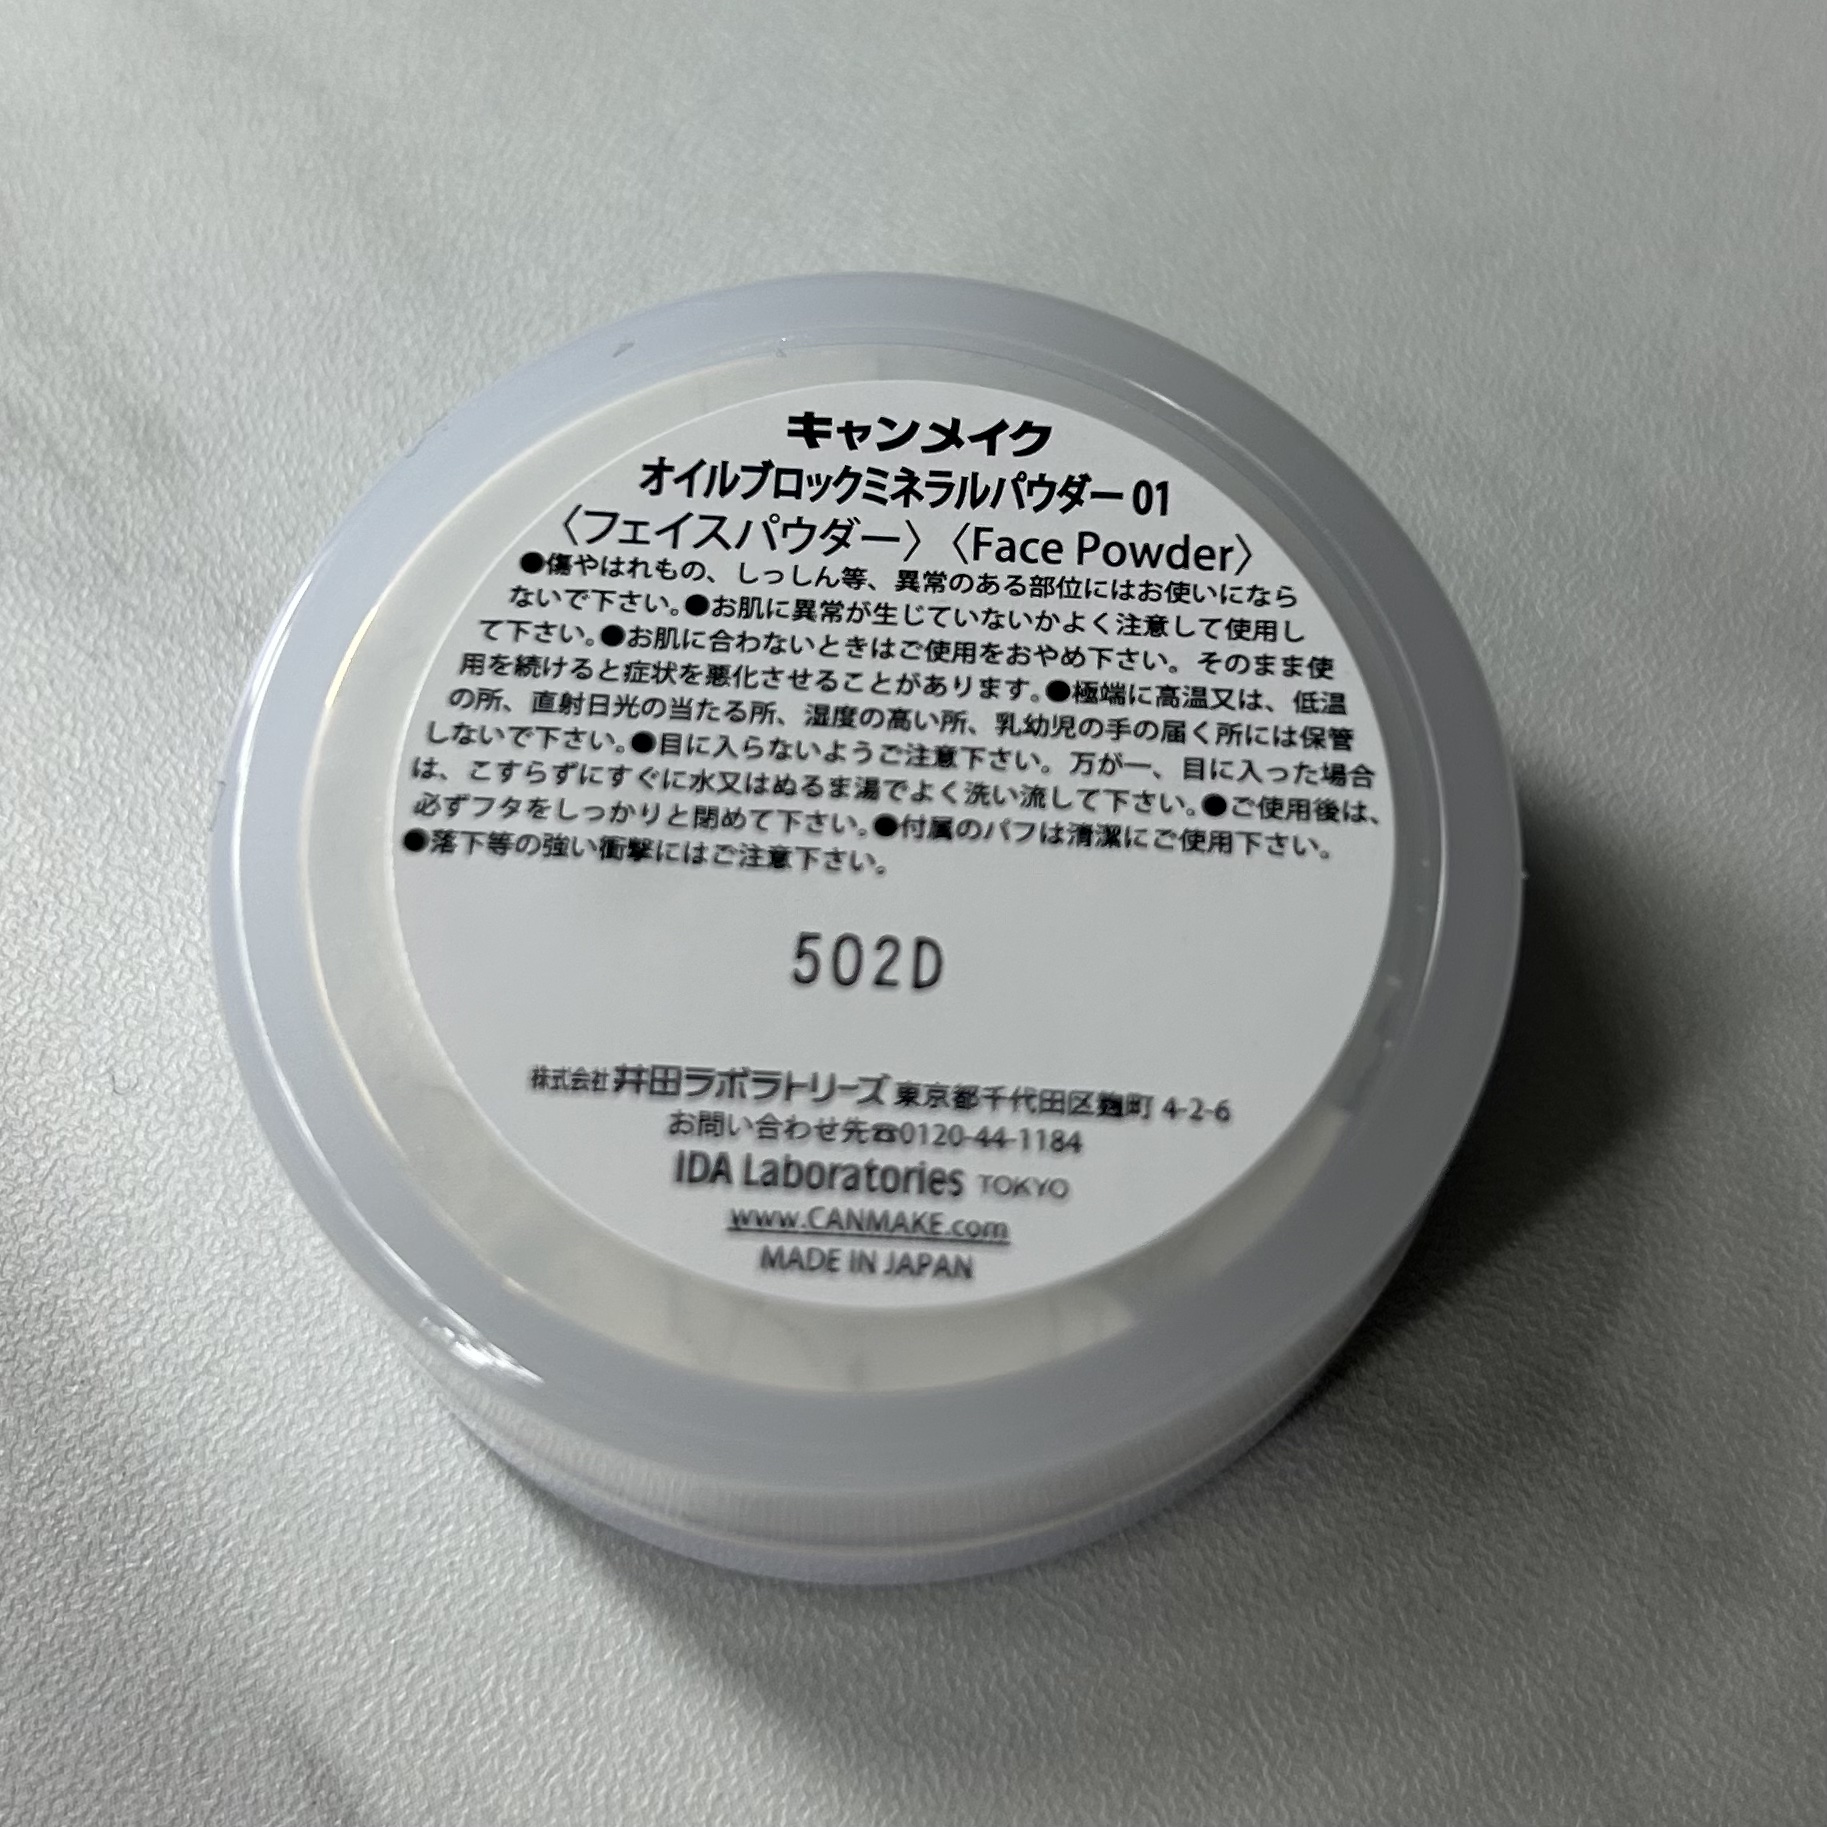 キャンメイク
オイルブロックミネラルパウダー 01
〈フェイスパウダー〉〈Face Powder〉
●傷やはれもの、しっしん等、異常のある部位にはお使いになら
ないで下さい。●お肌に異常が生じていないかよく注意して使用し
て下さい。●お肌に合わないときはご使用をおやめ下さい。そのまま使
用を続けると症状を悪化させることがあります。●極端に高温又は、低温
の所、直射日光の当たる所、湿度の高い所、乳幼児の手の届く所には保管
しないで下さい。●目に入らないようご注意下さい。万が一、目に入った場合
は、こすらずにすぐに水又はぬるま湯でよく洗い流して下さい。●ご使用後は、
必ずフタをしっかりと閉めて下さい。●付属のパフは清潔にご使用下さい。
●落下等の強い衝撃にはご注意下さい。
502D
株式会社 井田ラボラトリーズ 東京都千代田区麹町 4-2-6
お問い合わせ先☎0120-44-1184
IDA Laboratories TOKYO
www.CANMAKE.com
MADE IN JAPAN